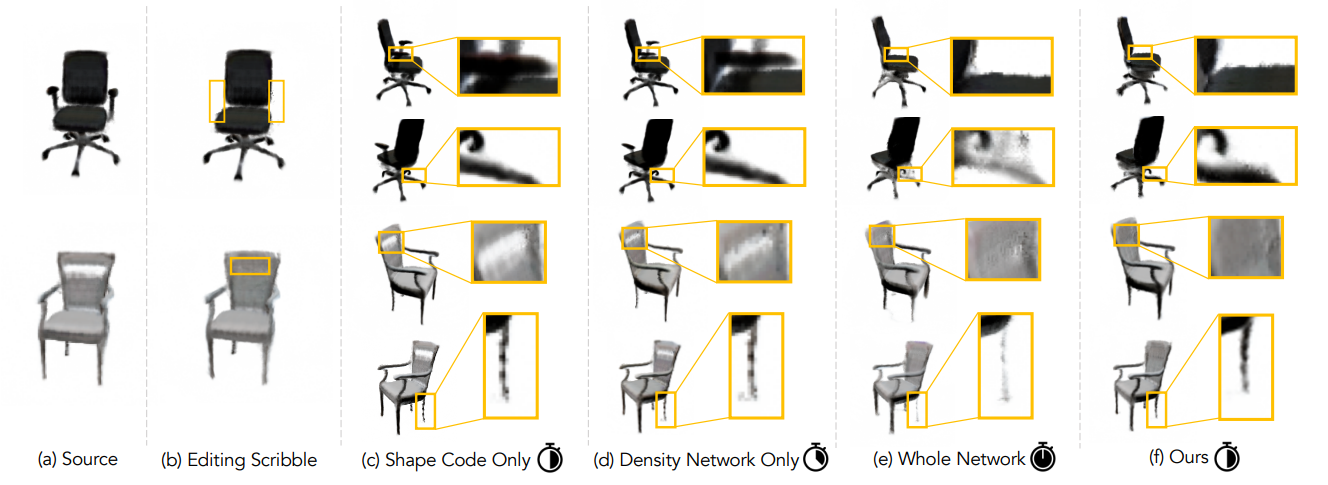 (a) Source
(b) Editing Scribble
(c) Shape Code Only
(d) Density Network Only
(e) Whole Network
(f) Ours